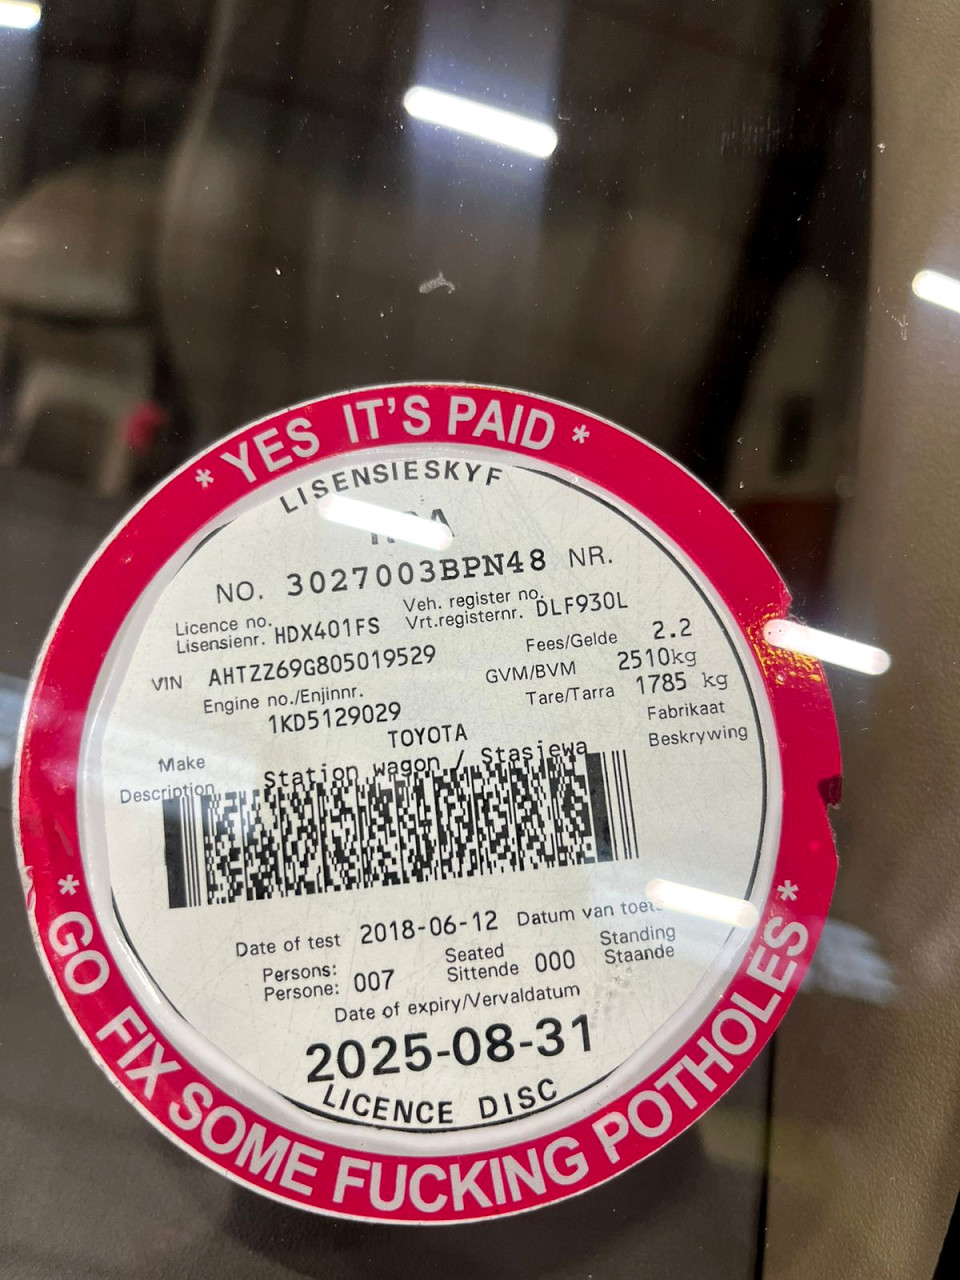 * YES IT'S PAID *
LISENSIESKYF
NO. 3027003BPN48 NR.
Licence no. Veh. register no.
Lisensienr. HDX401FS Vrt.registernr. DLF930L
Fees/Gelde 2.2
VIN AHTZZ69G805019529 GVM/BVM 2510kg
Engine no./Enjinnr. Tare/Tarra 1785 kg
1KD5129029 Fabrikaat
Make TOYOTA Beskrywing
Description Station wagon / Stasiewa
Date of test 2018-06-12 Datum van toets
Persons: Seated Standing
Persone: 007 Sittende 000 Staande
Date of expiry/Vervaldatum
2025-08-31
LICENCE DISC
* GO FIX SOME FUCKING POTHOLES *